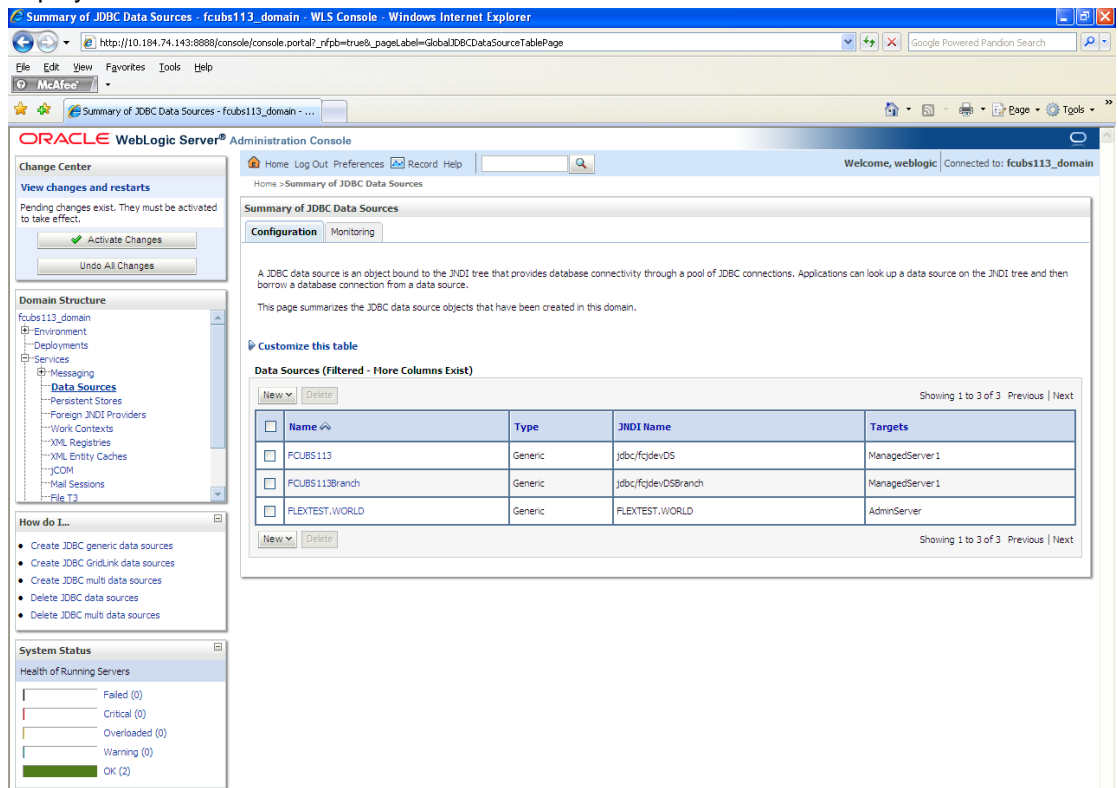 Summary of JDBC Data Sources - fcubs113_domain - WLS Console - Windows Internet Explorer
http://10.184.74.143:8888/console/console.portal?_nfpb=true&_pageLabel=GlobalJDBCDataSourceTablePage
Google Powered Pandion Search
File Edit View Favorites Tools Help
McAfee
Summary of JDBC Data Sources - fcubs113_domain - ...
Page Tools
ORACLE WebLogic Server® Administration Console
Change Center
View changes and restarts
Pending changes exist. They must be activated
to take effect.
Activate Changes
Undo All Changes
Domain Structure
fcubs113_domain
Environment
Deployments
Services
Messaging
Data Sources
Persistent Stores
Foreign JNDI Providers
Work Contexts
XML Registries
XML Entity Caches
jCOM
Mail Sessions
File T3
How do I...
Create JDBC generic data sources
Create JDBC GridLink data sources
Create JDBC multi data sources
Delete JDBC data sources
Delete JDBC multi data sources
System Status
Health of Running Servers
Failed (0)
Critical (0)
Overloaded (0)
Warning (0)
OK (2)
Home Log Out Preferences Record Help
Welcome, weblogic Connected to: fcubs113_domain
Home >Summary of JDBC Data Sources
Summary of JDBC Data Sources
Configuration Monitoring
A JDBC data source is an object bound to the JNDI tree that provides database connectivity through a pool of JDBC connections. Applications can look up a data source on the JNDI tree and then
borrow a database connection from a data source.
This page summarizes the JDBC data source objects that have been created in this domain.
Customize this table
Data Sources (Filtered - More Columns Exist)
New Delete Showing 1 to 3 of 3 Previous | Next
Name Type JNDI Name Targets
FCUBS113 Generic jdbc/fcjdevDS ManagedServer1
FCUBS113Branch Generic jdbc/fcjdevDSBranch ManagedServer1
FLEXTEST.WORLD Generic FLEXTEST.WORLD AdminServer
New Delete Showing 1 to 3 of 3 Previous | Next